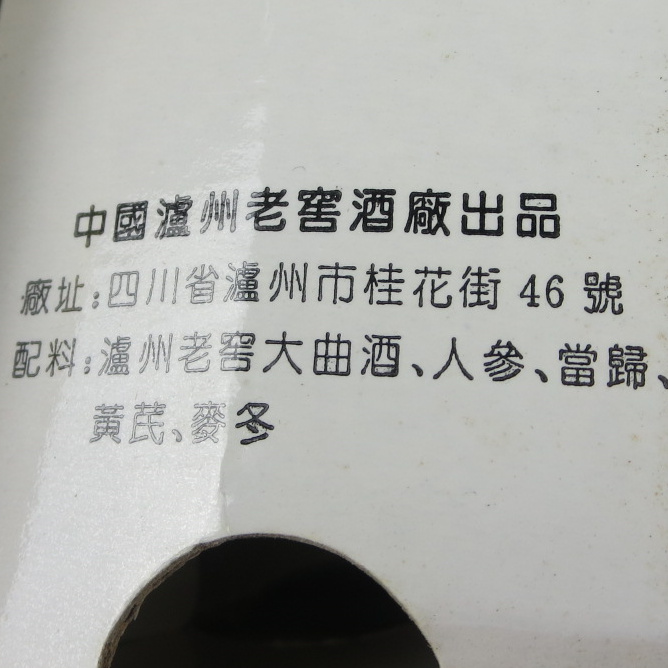 中國瀘州老窖酒廠出品
廠址:四川省瀘州市桂花街 46 號
配料:瀘州老窖大曲酒、人參、當歸、
黃芪、麥冬